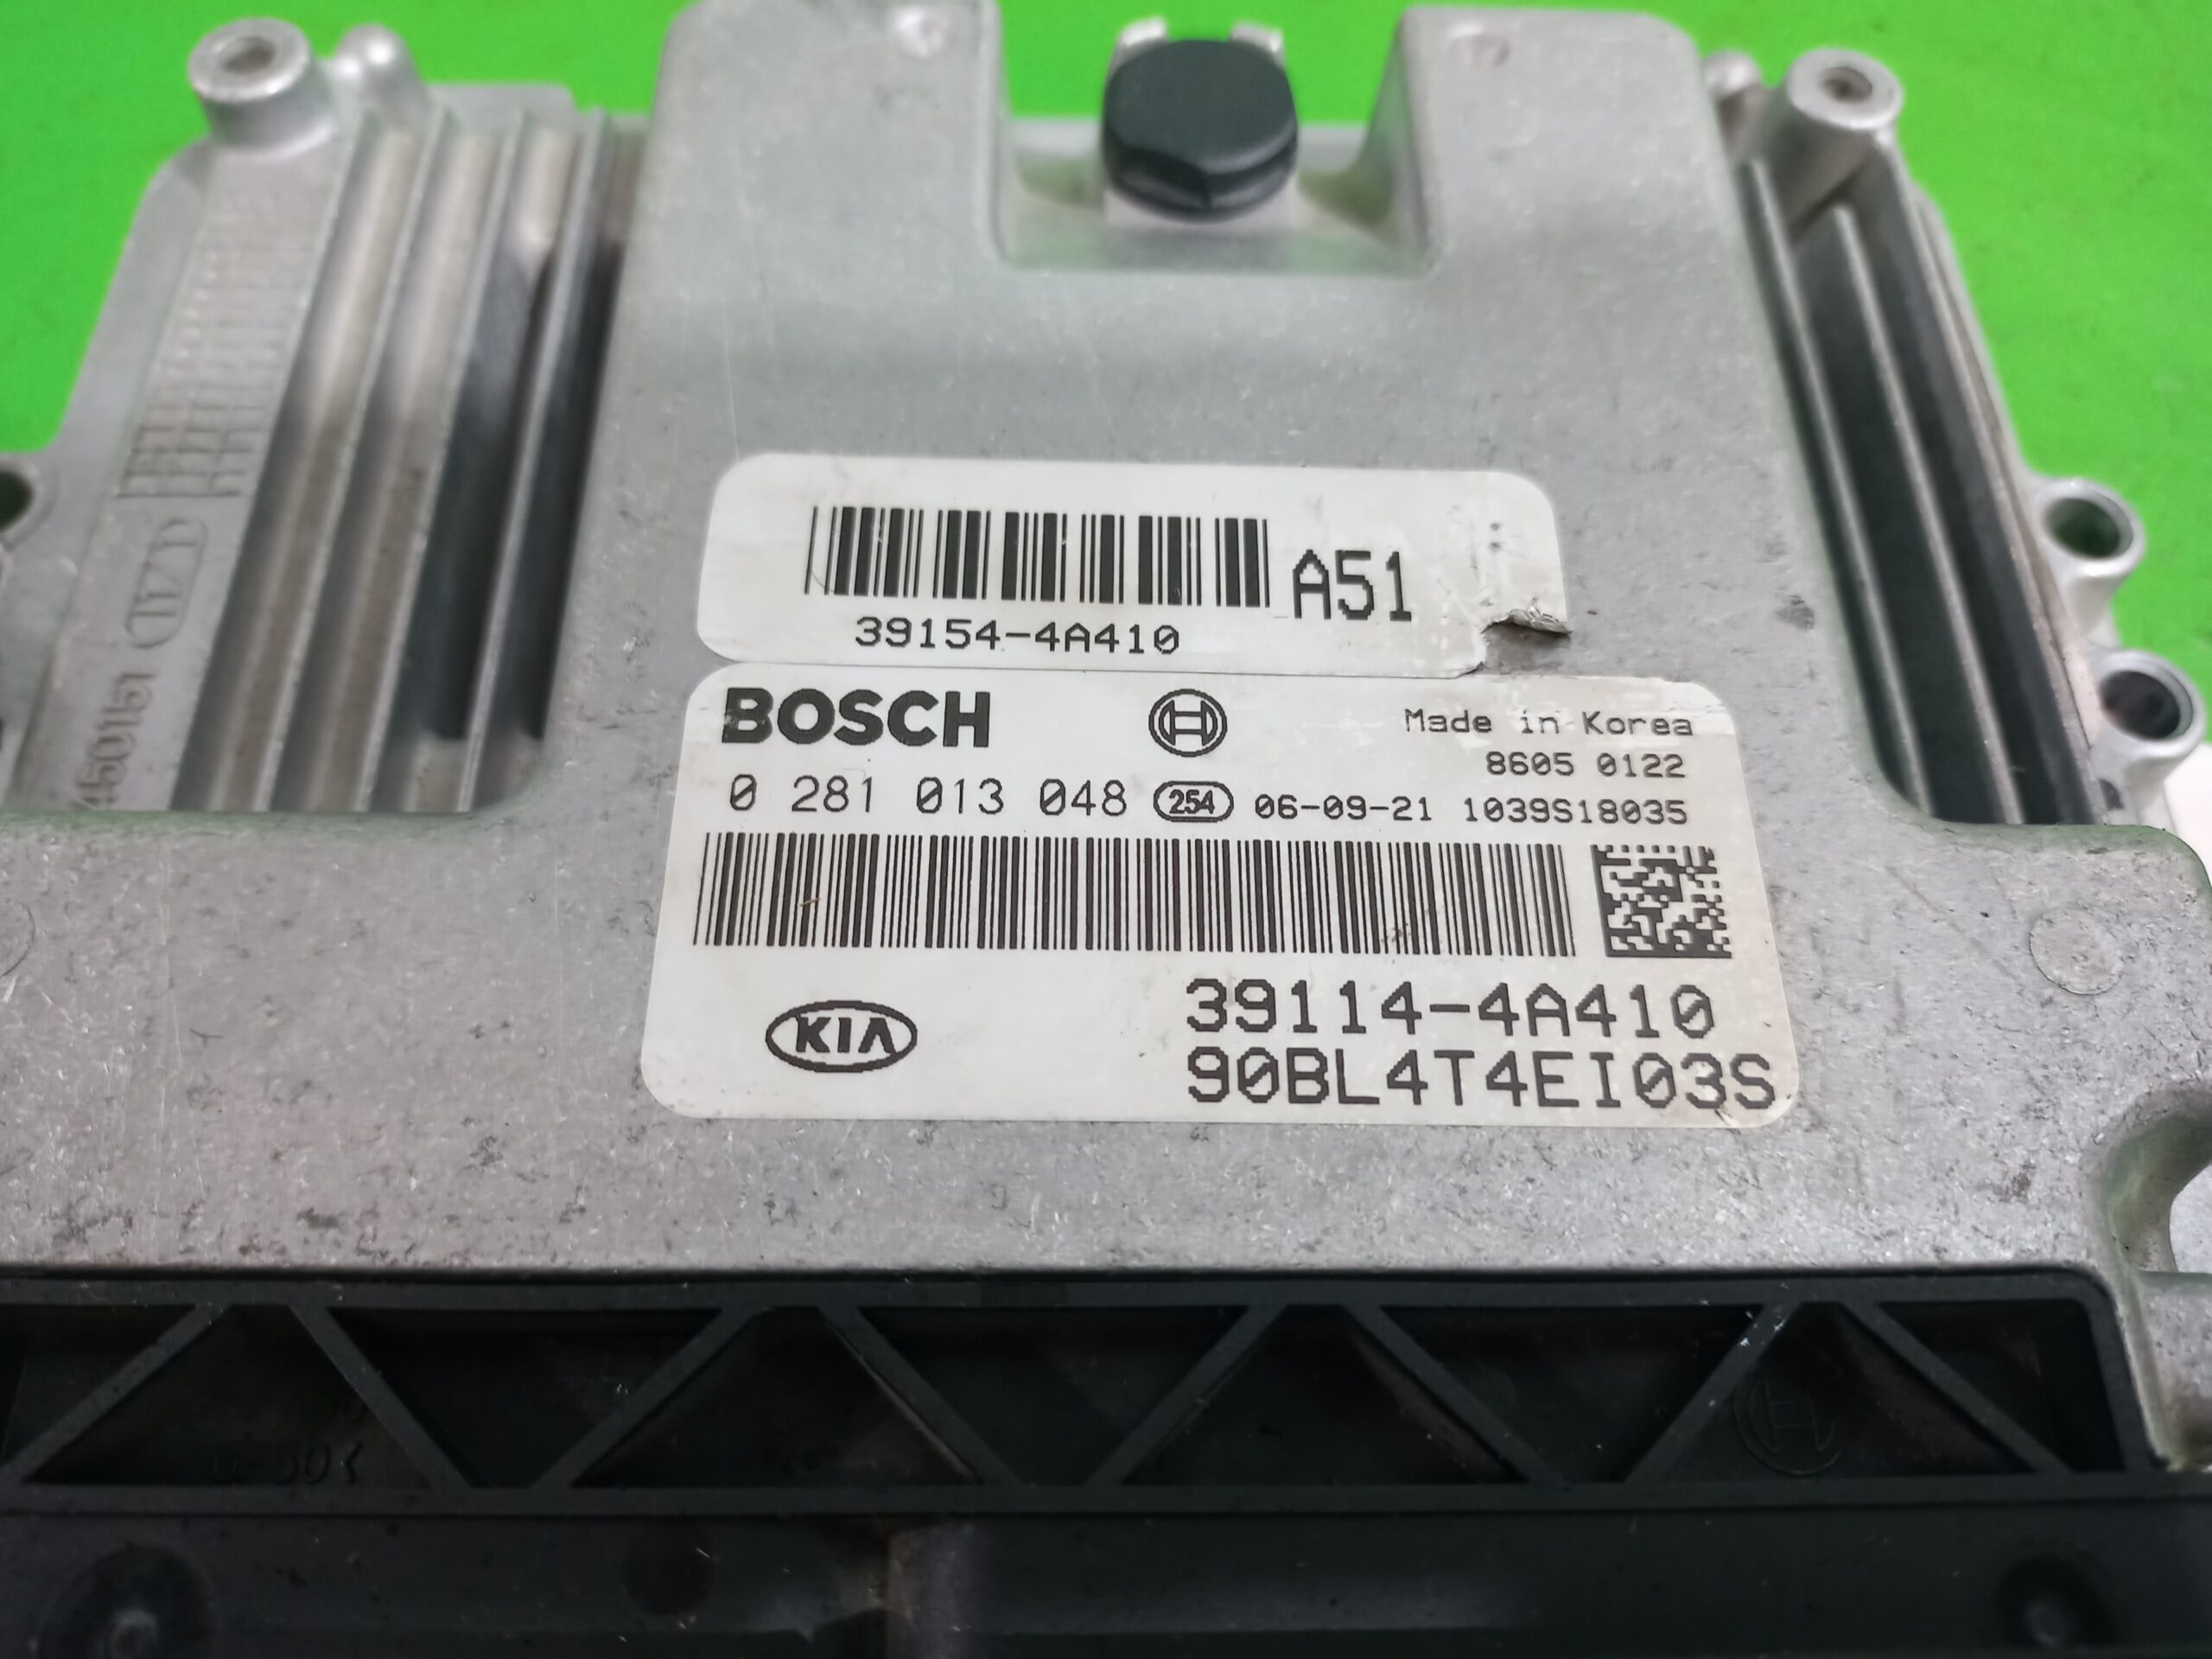 A51
39154-4A410
BOSCH
Made in Korea
8605 0122
0 281 013 048 254 06-09-21 1039S18035
KIA
39114-4A410
90BL4T4EI03S